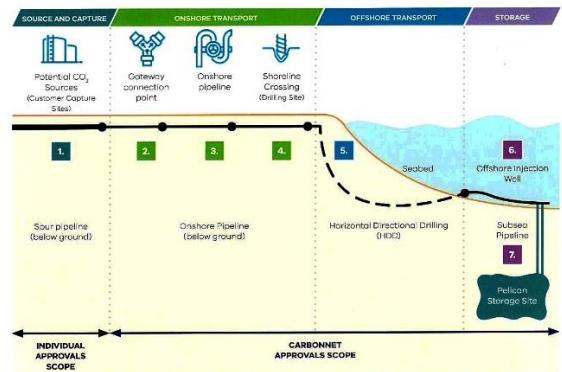 SOURCE AND CAPTURE
ONSHORE TRANSPORT
OFFSHORE TRANSPORT
STORAGE
Potential CO₂
Sources
(Customer Capture
Sites)
Gateway
connection
point
Onshore
pipeline
Shoreline
Crossing
(Drilling Site)
1.
2.
3.
4.
5.
6.
Seabed
Offshore Injection
Well
Spur pipeline
(below ground)
Onshore Pipeline
(below ground)
Horizontal Directional Drilling
(HDD)
Subsea
Pipeline
7.
Pelican
Storage Site
INDIVIDUAL
APPROVALS
SCOPE
CARBONNET
APPROVALS SCOPE